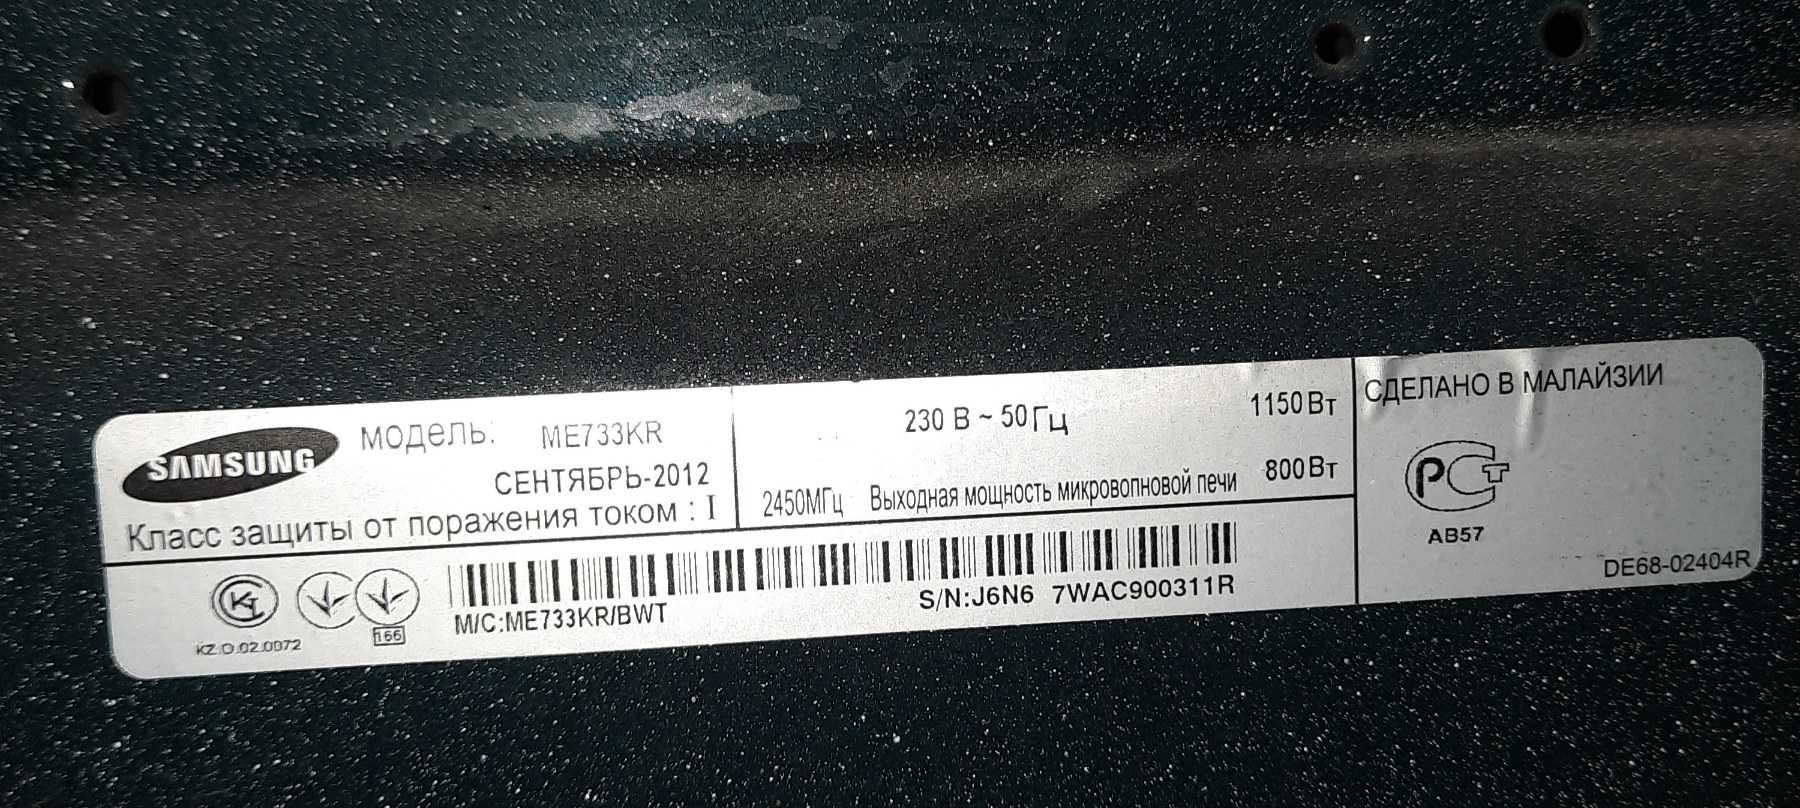 SAMSUNG
модель: ME733KR
СЕНТЯБРЬ-2012
Класс защиты от поражения током : I
230 В ~ 50Гц
1150Вт
2450МГц Выходная мощность микровопновой печи 800Вт
СДЕЛАНО В МАЛАЙЗИИ
РСТ
АВ57
DE68-02404R
KZ.O.02.0072
166
M/C:ME733KR/BWT
S/N:J6N6 7WAC900311R